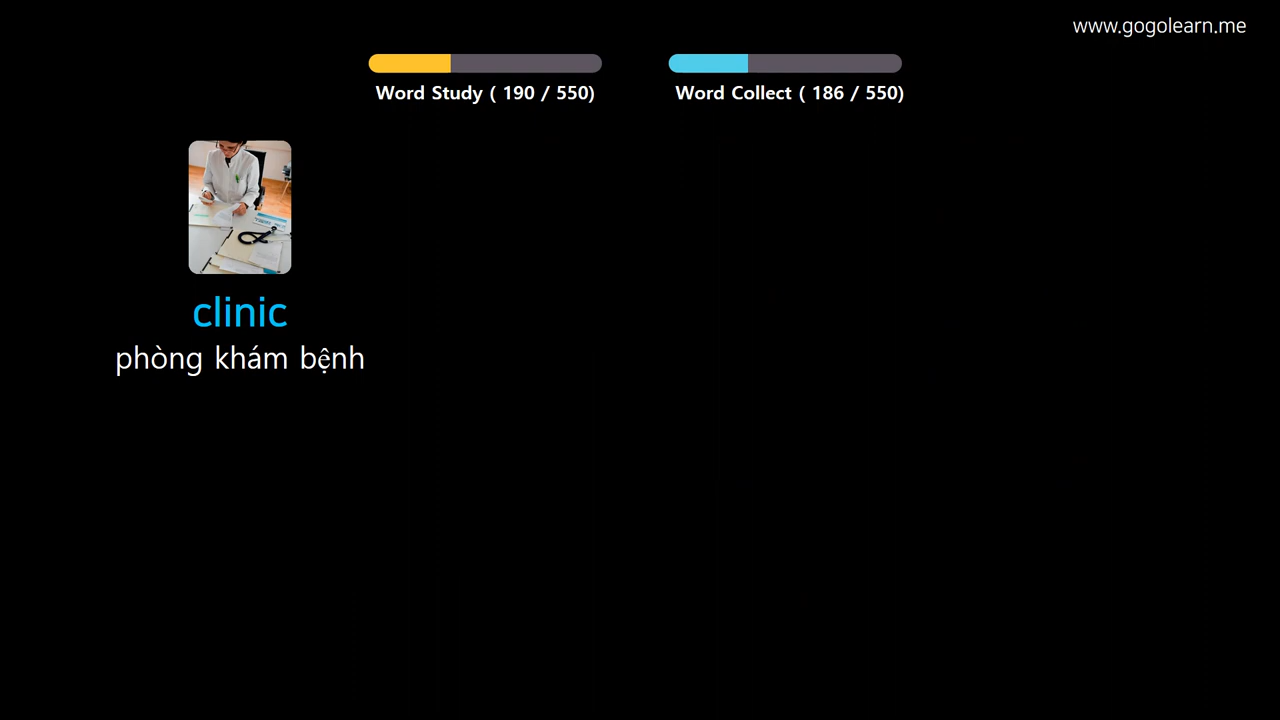 www.gogolearn.me
Word Study ( 190 / 550)
Word Collect ( 186 / 550)
clinic
phòng khám bệnh